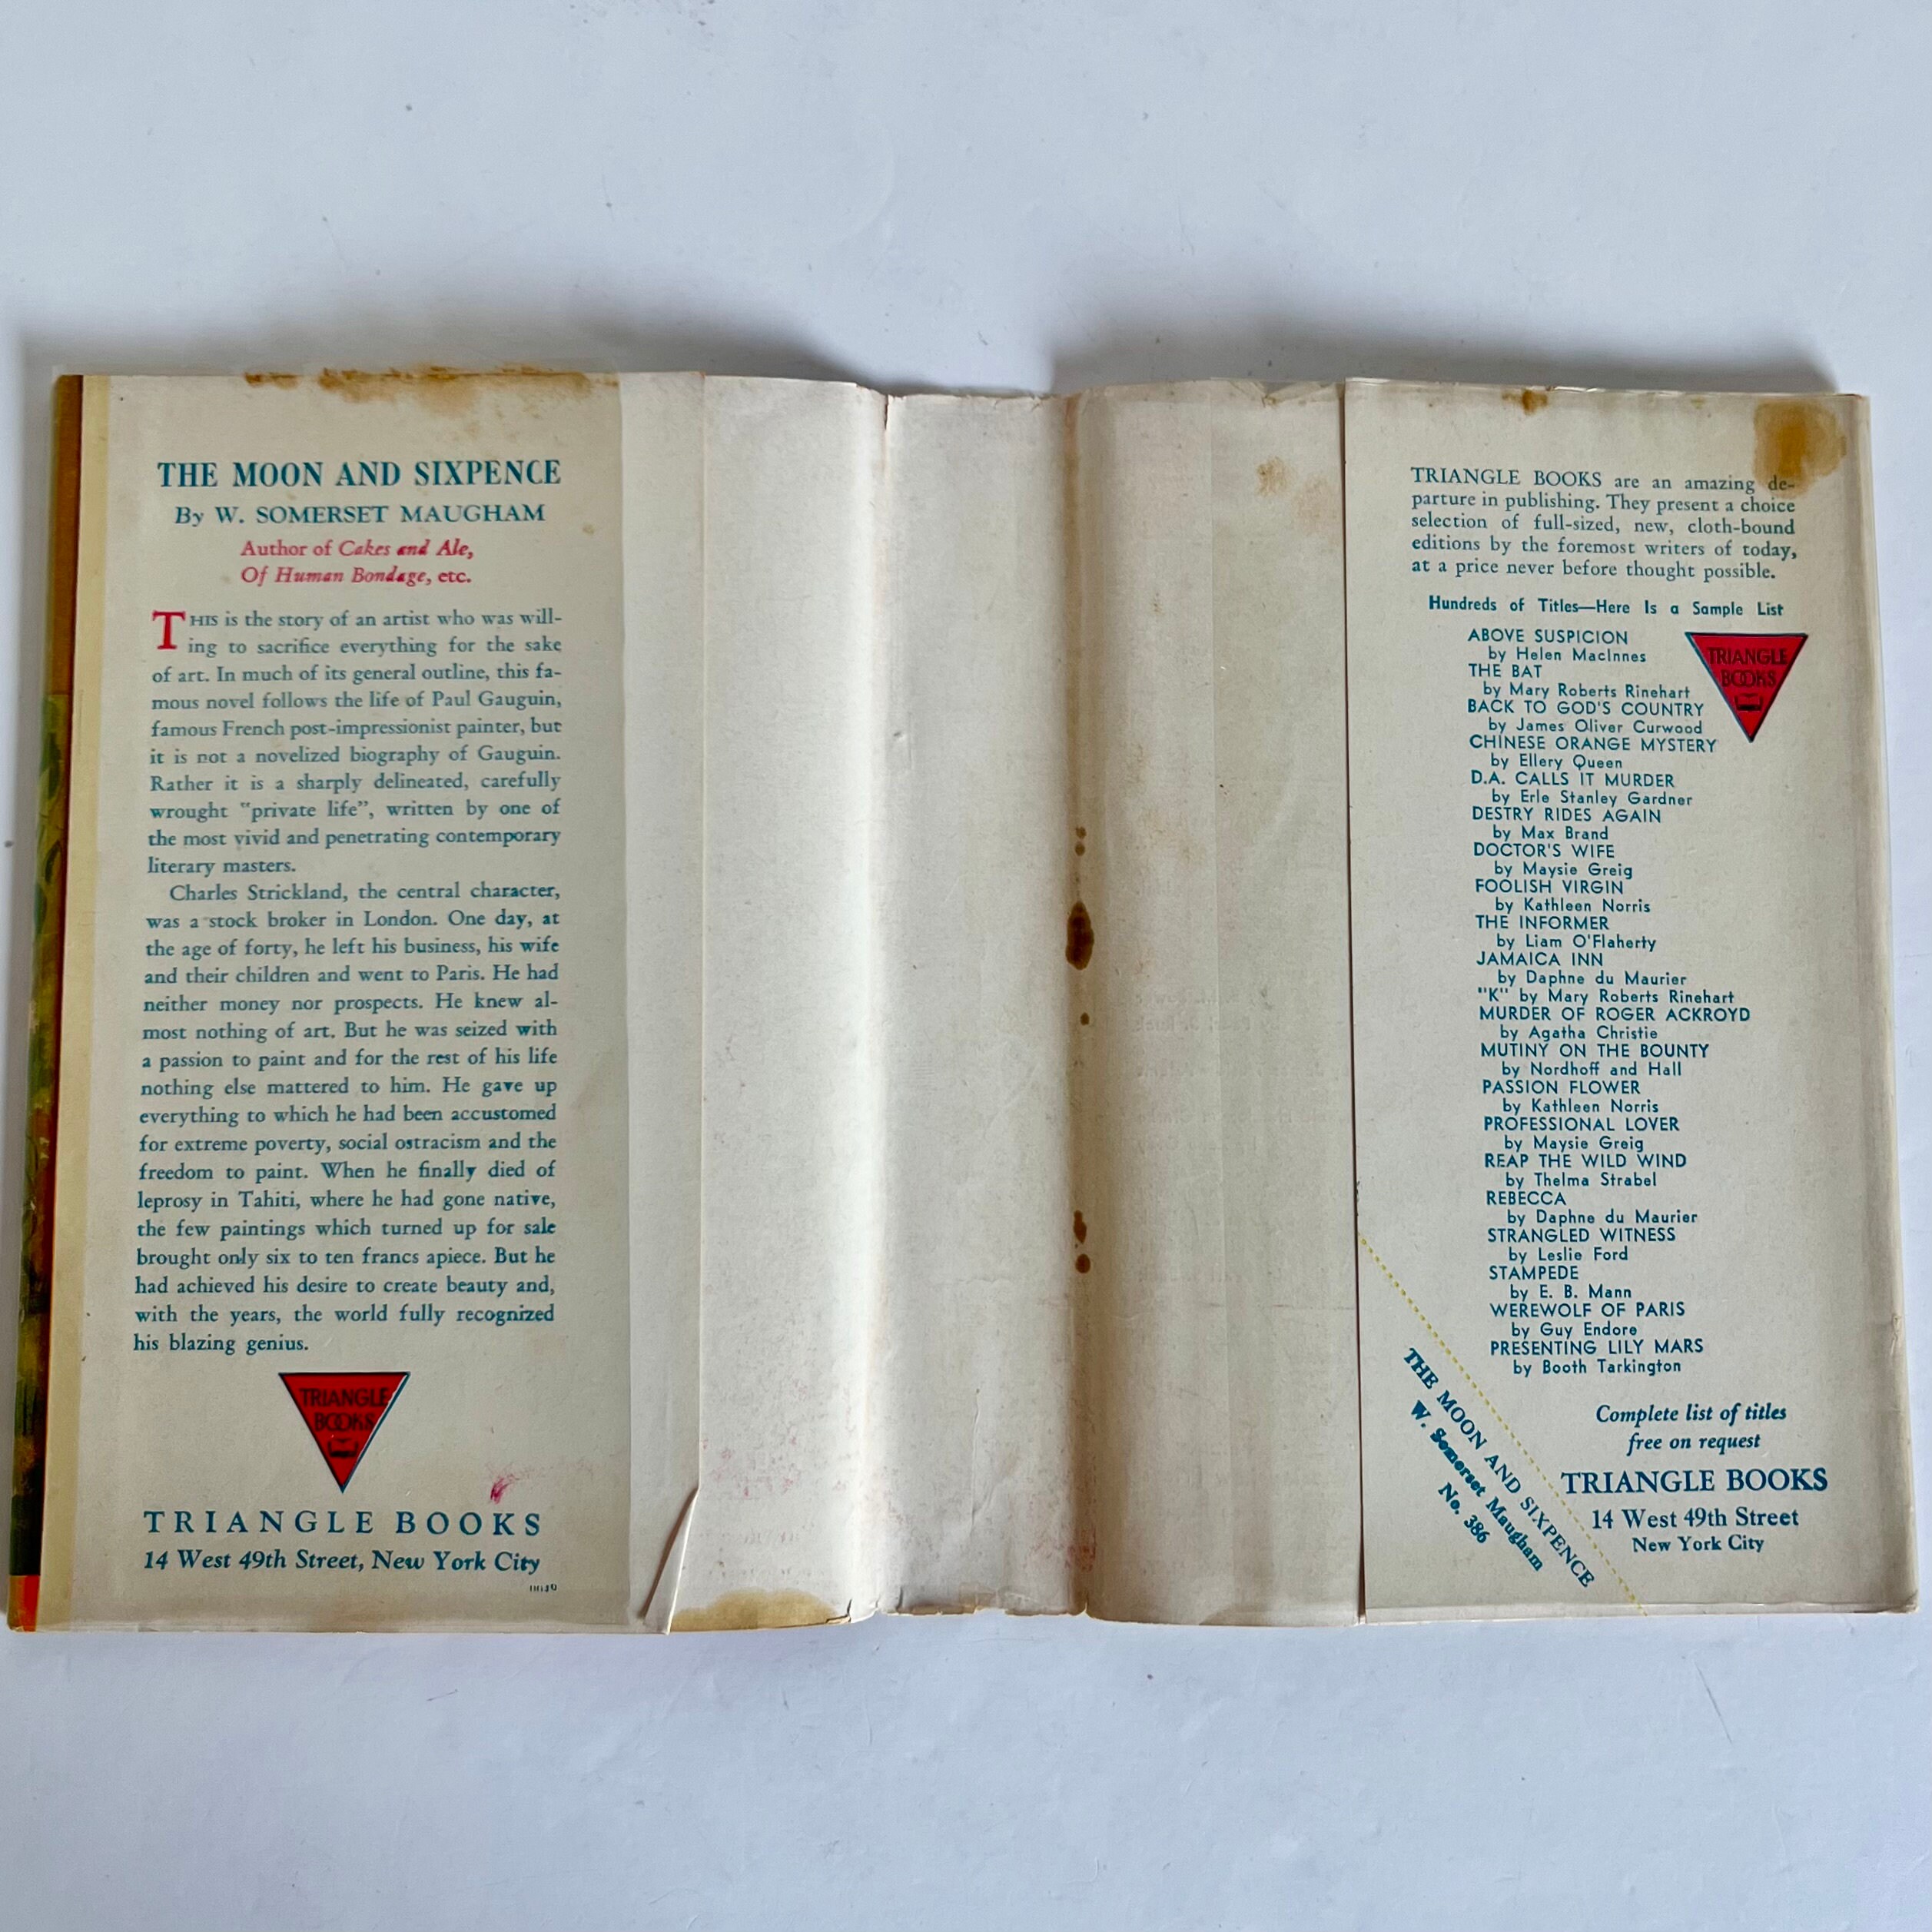 THE MOON AND SIXPENCE
By W. SOMERSET MAUGHAM
Author of Cakes and Ale,
Of Human Bondage, etc.
THIS is the story of an artist who was will-
ing to sacrifice everything for the sake
of art. In much of its general outline, this fa-
mous novel follows the life of Paul Gauguin,
famous French post-impressionist painter, but
it is not a novelized biography of Gauguin.
Rather it is a sharply delineated, carefully
wrought "private life", written by one of
the most vivid and penetrating contemporary
literary masters.
Charles Strickland, the central character,
was a stock broker in London. One day, at
the age of forty, he left his business, his wife
and their children and went to Paris. He had
neither money nor prospects. He knew al-
most nothing of art. But he was seized with
a passion to paint and for the rest of his life
nothing else mattered to him. He gave up
everything to which he had been accustomed
for extreme poverty, social ostracism and the
freedom to paint. When he finally died of
leprosy in Tahiti, where he had gone native,
the few paintings which turned up for sale
brought only six to ten francs apiece. But he
had achieved his desire to create beauty and,
with the years, the world fully recognized
his blazing genius.
TRIANGLE
BOOKS
TRIANGLE BOOKS
14 West 49th Street, New York City
TRIANGLE BOOKS are an amazing de-
parture in publishing. They present a choice
selection of full-sized, new, cloth-bound
editions by the foremost writers of today,
at a price never before thought possible.
Hundreds of Titles—Here Is a Sample List
TRIANGLE
BOOKS
ABOVE SUSPICION
by Helen MacInnes
THE BAT
by Mary Roberts Rinehart
BACK TO GOD'S COUNTRY
by James Oliver Curwood
CHINESE ORANGE MYSTERY
by Ellery Queen
D.A. CALLS IT MURDER
by Erle Stanley Gardner
DESTRY RIDES AGAIN
by Max Brand
DOCTOR'S WIFE
by Maysie Greig
FOOLISH VIRGIN
by Kathleen Norris
THE INFORMER
by Liam O'Flaherty
JAMAICA INN
by Daphne du Maurier
"K" by Mary Roberts Rinehart
MURDER OF ROGER ACKROYD
by Agatha Christie
MUTINY ON THE BOUNTY
by Nordhoff and Hall
PASSION FLOWER
by Kathleen Norris
PROFESSIONAL LOVER
by Maysie Greig
REAP THE WILD WIND
by Thelma Strabel
REBECCA
by Daphne du Maurier
STRANGLED WITNESS
by Leslie Ford
STAMPEDE
by E. B. Mann
WEREWOLF OF PARIS
by Guy Endore
PRESENTING LILY MARS
by Booth Tarkington
Complete list of titles
free on request
TRIANGLE BOOKS
14 West 49th Street
New York City
THE MOON AND SIXPENCE
W. Somerset Maugham
No. 386